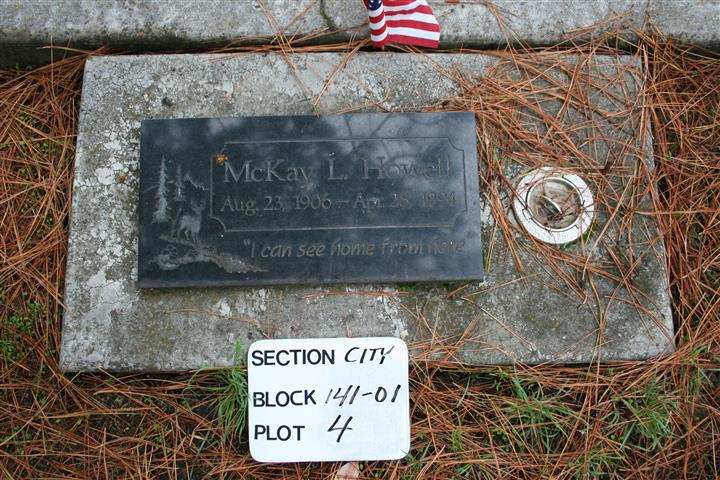 McKay L. Howell
Aug. 23, 1906 – Apr. 28, 1994
"I can see home from here
SECTION CITY
BLOCK 141-01
PLOT 4